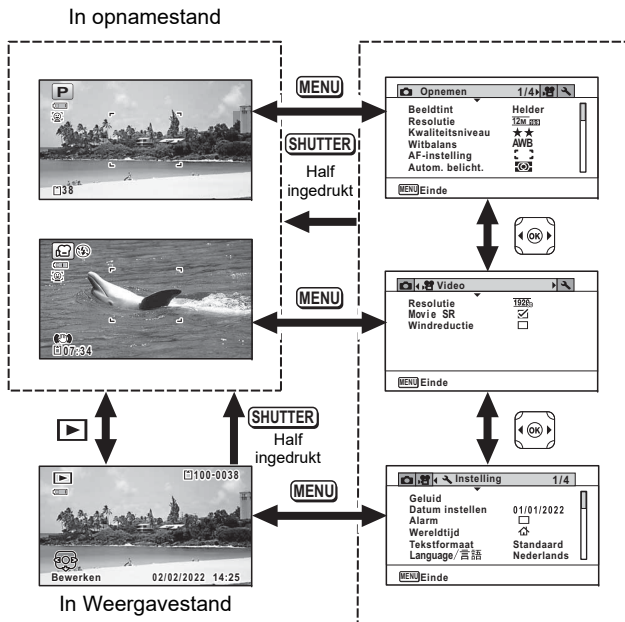 In opnamestand
P
38
MENU
SHUTTER
Half
ingedrukt
Opnemen 1/4
Beeldtint Helder
Resolutie 12M
Kwaliteitsniveau ★★
Witbalans AWB
AF-instelling
Autom. belicht.
MENU Einde
OK
07:34
MENU
Video
Resolutie
Movie SR ☑
Windreductie ☐
MENU Einde
OK
SHUTTER
Half
ingedrukt
MENU
100-0038
Bewerken 02/02/2022 14:25
In Weergavestand
Instelling 1/4
Geluid
Datum instellen 01/01/2022
Alarm ☐
Wereldtijd
Tekstformaat Standaard
Language/言語 Nederlands
MENU Einde